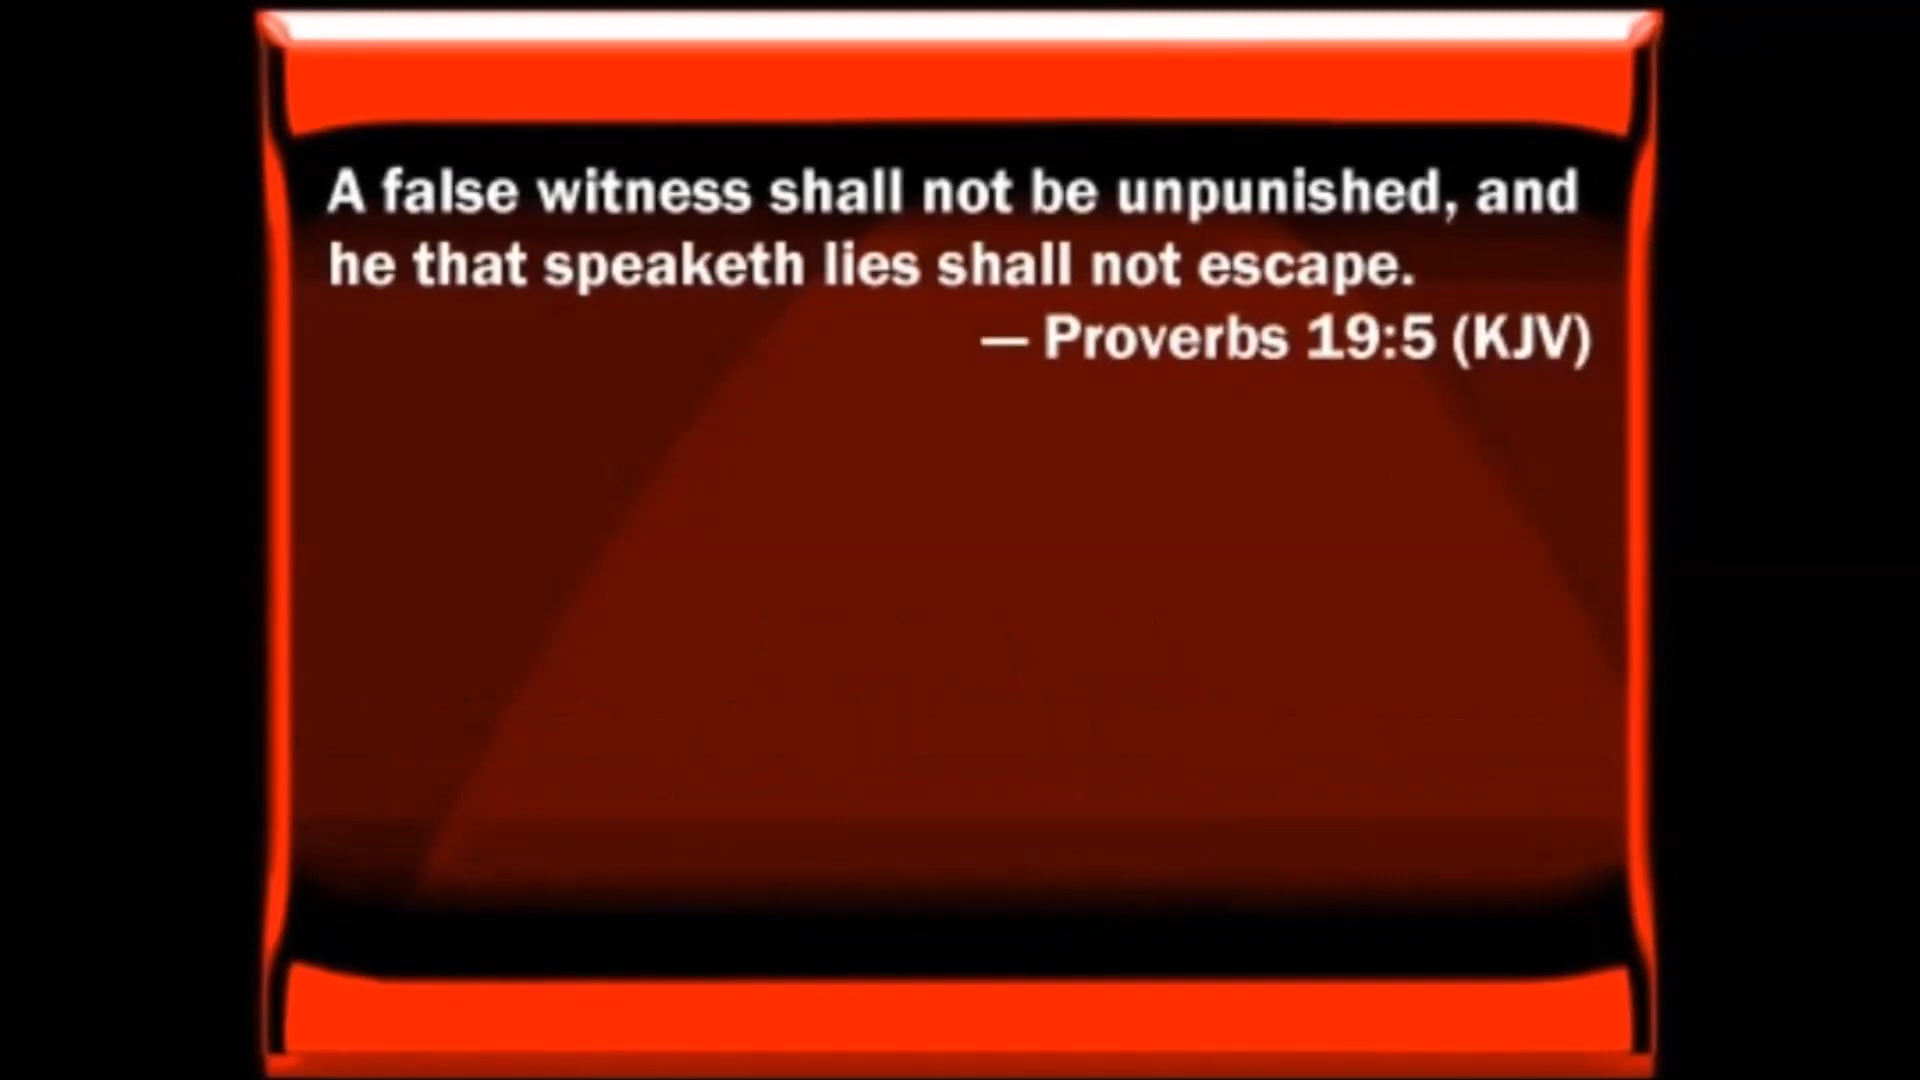 A false witness shall not be unpunished, and
he that speaketh lies shall not escape.
— Proverbs 19:5 (KJV)